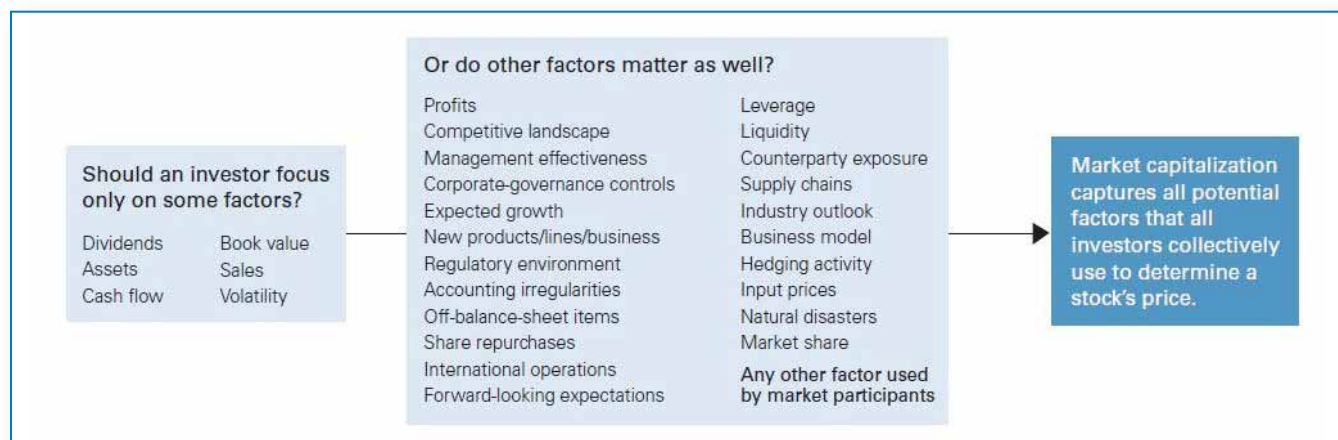 Should an investor focus
only on some factors?
Dividends
Assets
Cash flow
Book value
Sales
Volatility
Or do other factors matter as well?
Profits
Competitive landscape
Management effectiveness
Corporate-governance controls
Expected growth
New products/lines/business
Regulatory environment
Accounting irregularities
Off-balance-sheet items
Share repurchases
International operations
Forward-looking expectations
Leverage
Liquidity
Counterparty exposure
Supply chains
Industry outlook
Business model
Hedging activity
Input prices
Natural disasters
Market share
Any other factor used
by market participants
Market capitalization
captures all potential
factors that all
investors collectively
use to determine a
stock's price.